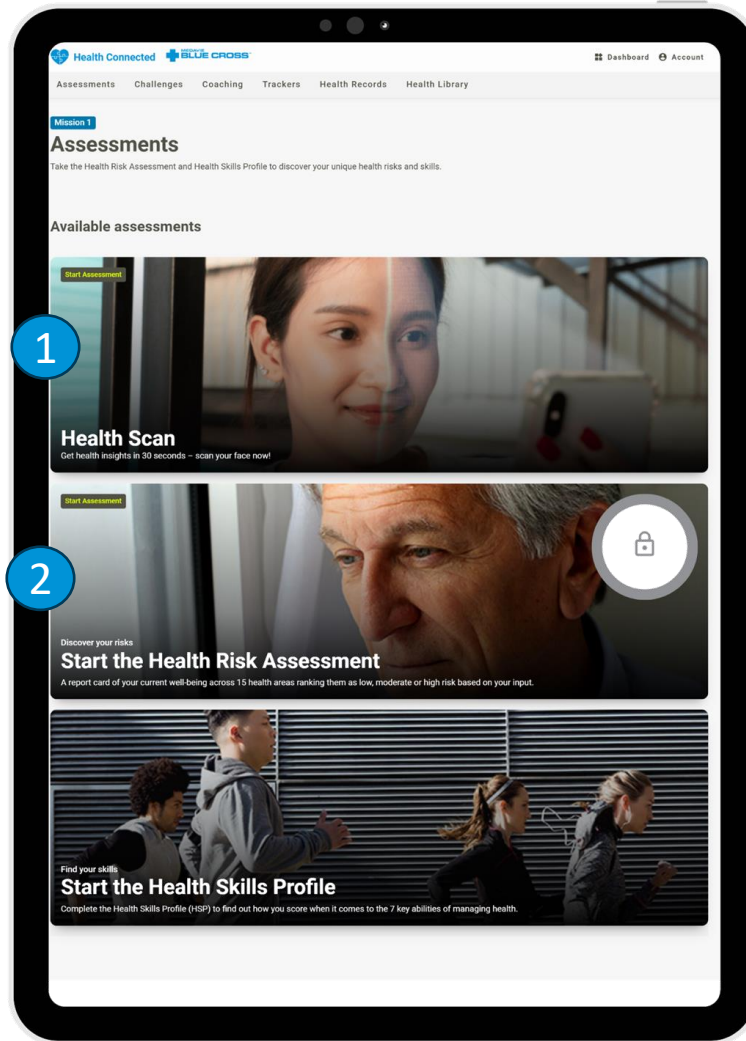 Health Connected MEDAVIE BLUE CROSS
Dashboard Account
Assessments Challenges Coaching Trackers Health Records Health Library
Mission 1
Assessments
Take the Health Risk Assessment and Health Skills Profile to discover your unique health risks and skills.
Available assessments
Start Assessment
1
Health Scan
Get health insights in 30 seconds – scan your face now!
Start Assessment
2
Discover your risks
Start the Health Risk Assessment
A report card of your current well-being across 15 health areas ranking them as low, moderate or high risk based on your input.
Find your skills
Start the Health Skills Profile
Complete the Health Skills Profile (HSP) to find out how you score when it comes to the 7 key abilities of managing health.